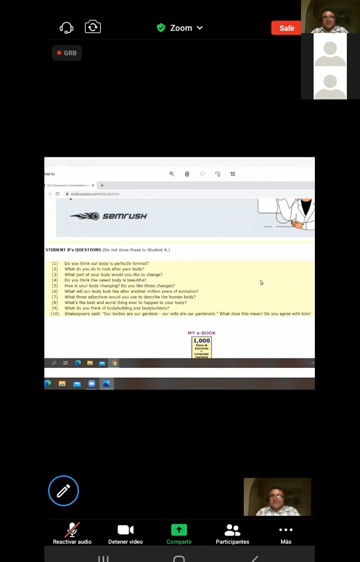 Zoom
Salir
GRB
SEMRUSH
STUDENT B's QUESTIONS (Do not show these to Student A.)
(1) Do you think our body is perfectly formed?
(2) What do you do to look after your body?
(3) What part of your body would you like to change?
(4) Do you think the naked body is beautiful?
(5) How is your body changing? Do you like these changes?
(6) What will our body look like after another million years of evolution?
(7) What three adjectives would you use to describe the human body?
(8) What's the best and worst thing ever to happen to your body?
(9) What do you think of bodybuilding and bodybuilders?
(10) Shakespeare said: "Our bodies are our gardens - our wills are our gardeners." What does this mean? Do you agree with him?
MY e-BOOK
1,000
Ideas &
Activities
Language
Teachers
Reactivar audio
Detener video
Compartir
Participantes
Más